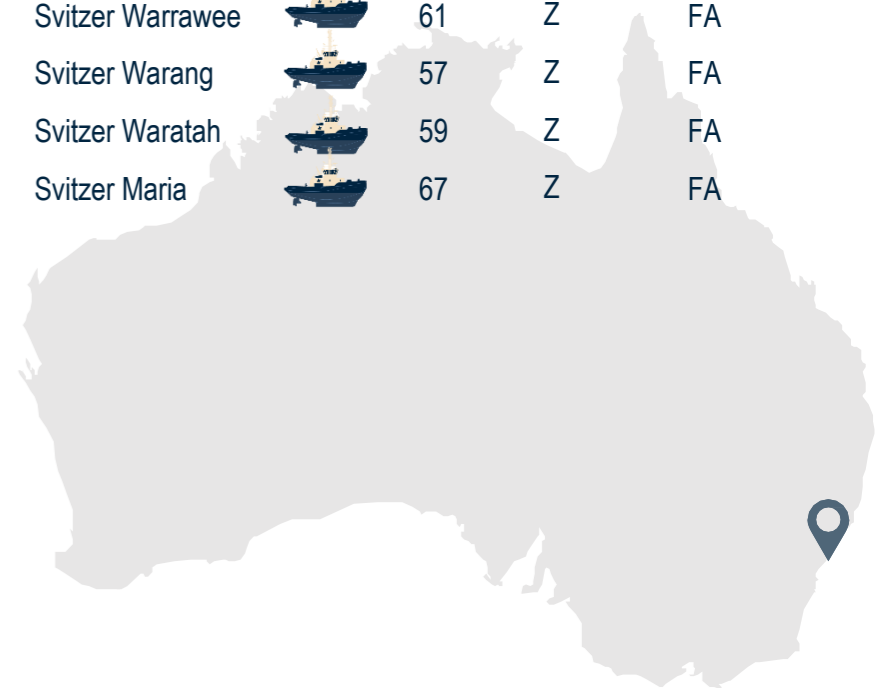 Svitzer Warrawee 61 Z FA
Svitzer Warang 57 Z FA
Svitzer Waratah 59 Z FA
Svitzer Maria 67 Z FA